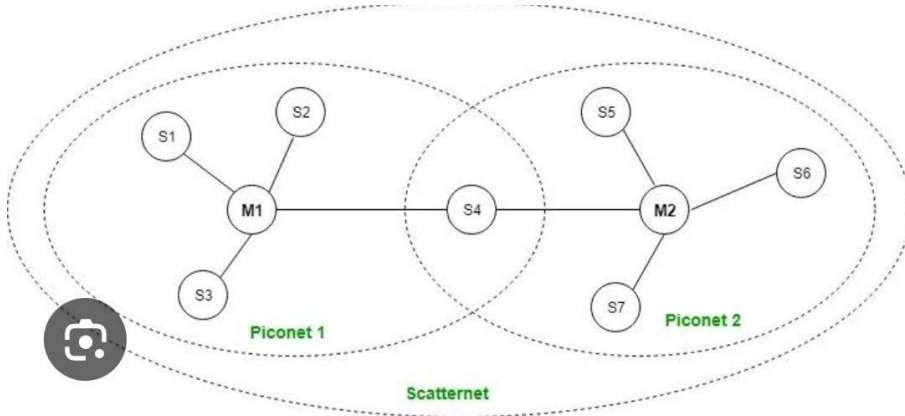 S2
S5
S1
S6
M1
S4
M2
S3
S7
Piconet 1
Piconet 2
Scatternet